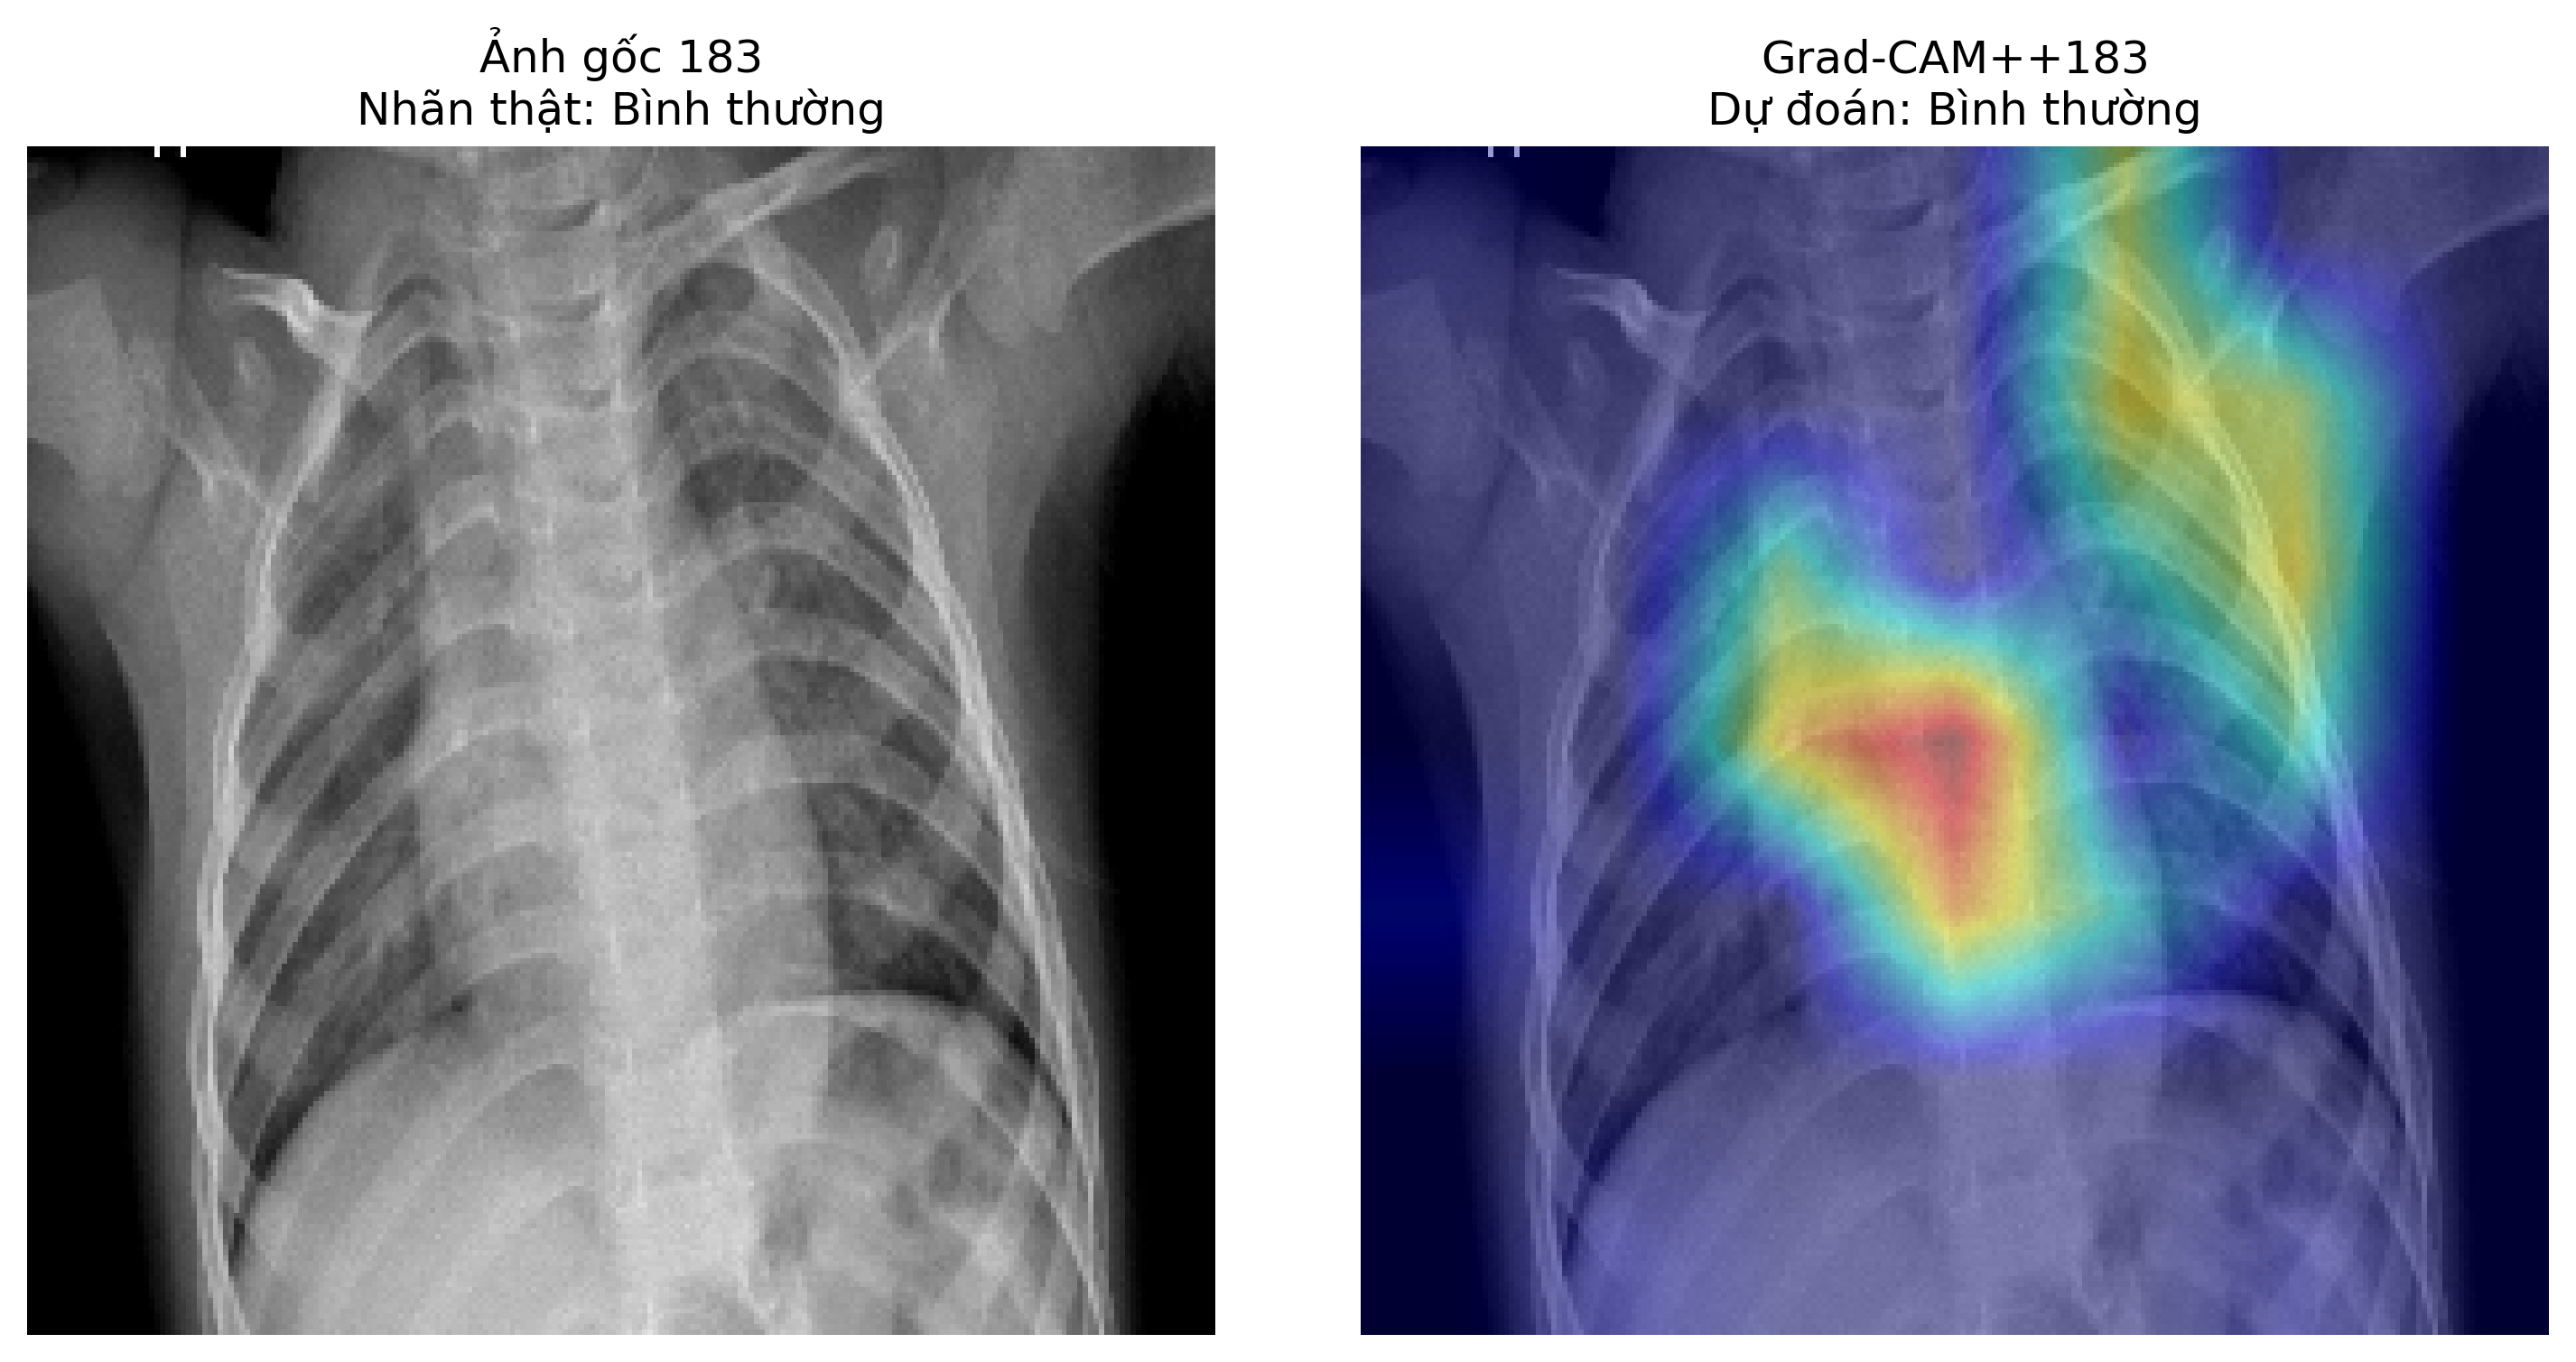 Ảnh gốc 183
Nhãn thật: Bình thường
Grad-CAM++183
Dự đoán: Bình thường